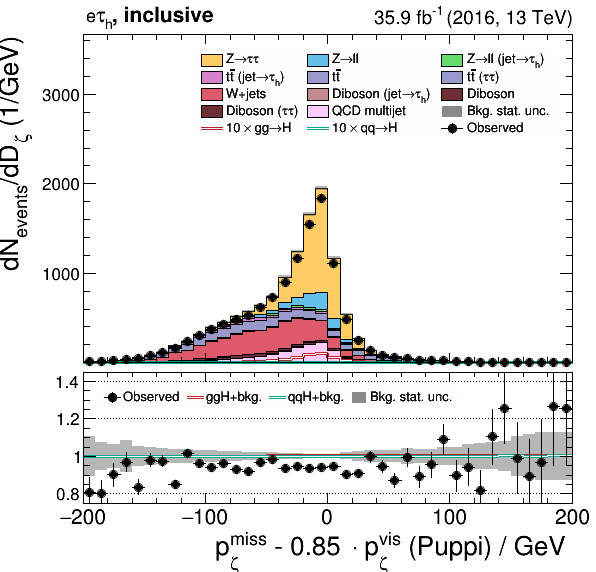 eτh, inclusive 35.9 fb⁻¹ (2016, 13 TeV)
dNevents/dDζ (1/GeV)
Z→ττ Z→ll Z→ll (jet→τh)
tt̄ (jet→τh) tt̄ tt̄ (ττ)
W+jets Diboson (jet→τh) Diboson
Diboson (ττ) QCD multijet Bkg. stat. unc.
10 × gg→H 10 × qq→H Observed
3000
2000
1000
1.4
Observed ggH+bkg. qqH+bkg. Bkg. stat. unc.
1.2
1
0.8
−200 −100 0 100 200
pζmiss - 0.85 · pζvis (Puppi) / GeV